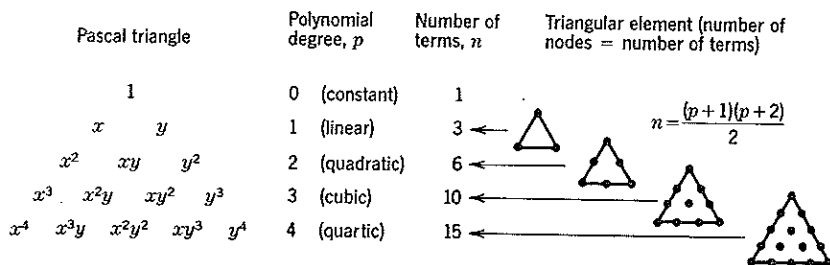 Pascal triangle
Polynomial degree, p
Number of terms, n
Triangular element (number of nodes = number of terms)
1 0 (constant) 1
x y 1 (linear) 3 n = (p + 1)(p + 2) / 2
x² xy y² 2 (quadratic) 6
x³ x²y xy² y³ 3 (cubic) 10
x⁴ x³y x²y² xy³ y⁴ 4 (quartic) 15